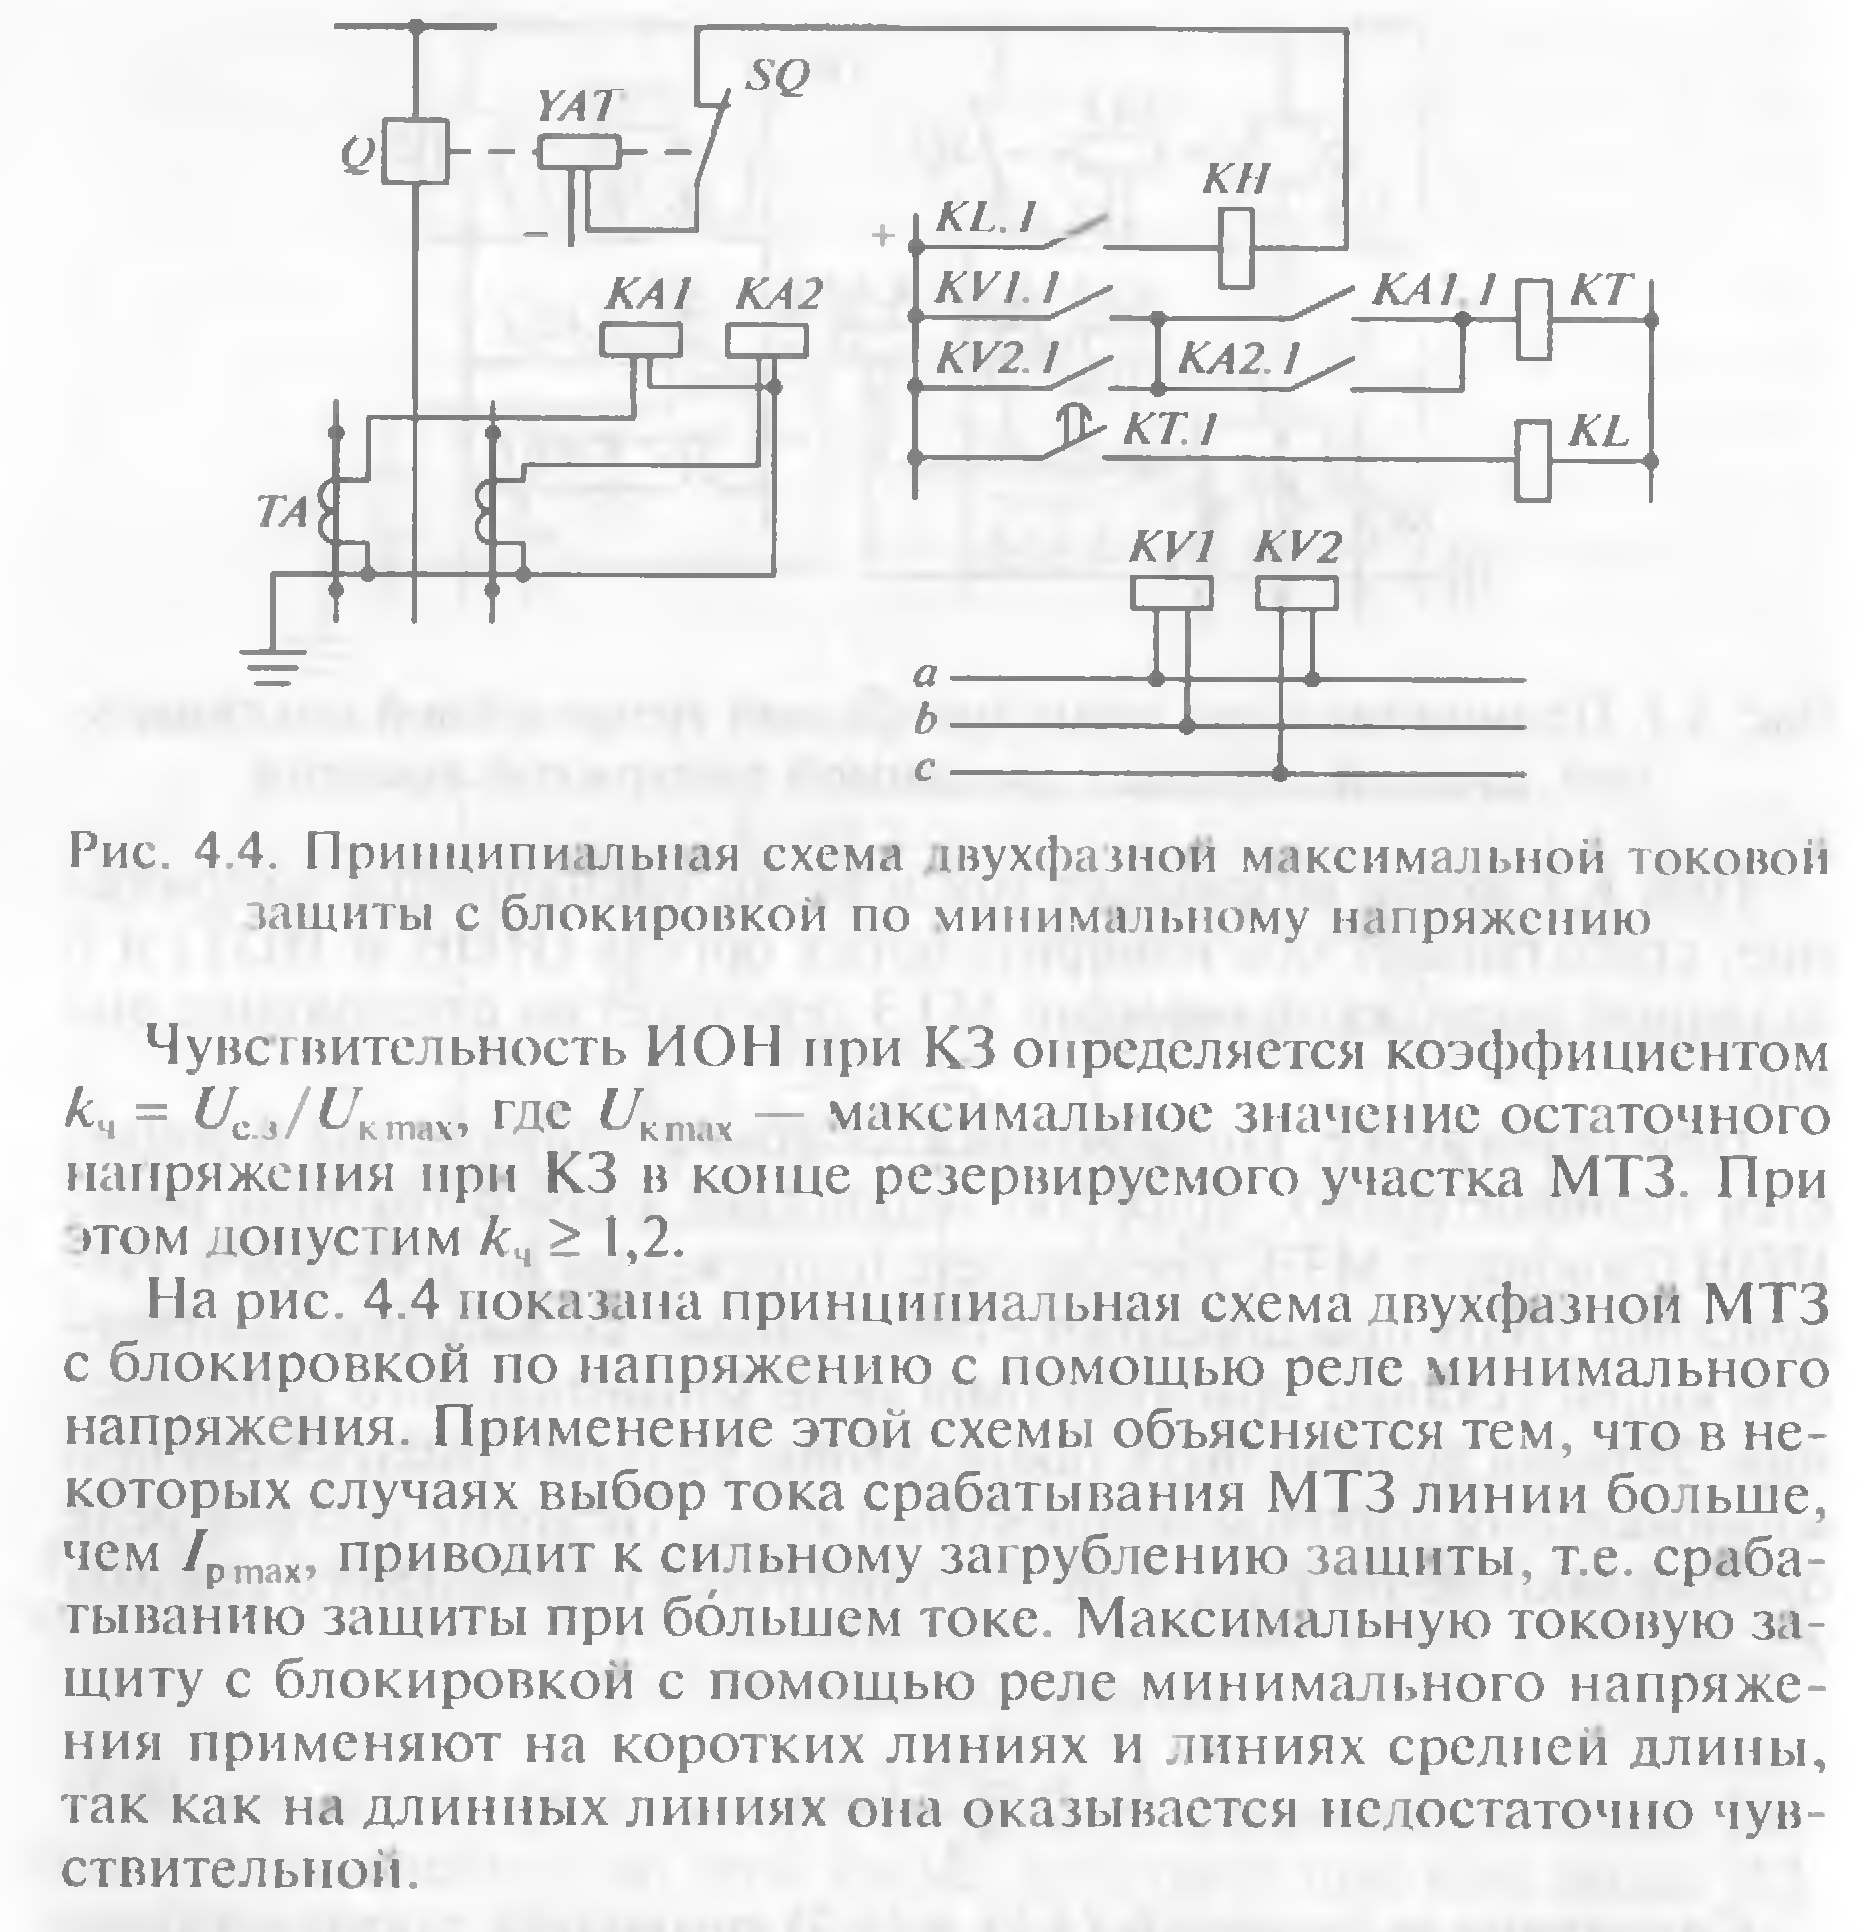 SQ
YAT
Q
–
KH
KL.1
+
KA1 KA2
KV1.1
KA1.1 KT
KV2.1 KA2.1
KT.1
KL
TA
KV1 KV2
a
b
c
Рис. 4.4. Принципиальная схема двухфазной максимальной токовой
защиты с блокировкой по минимальному напряжению
Чувствительность ИОН при КЗ определяется коэффициентом
kч = Uс.з/Uк max, где Uк max — максимальное значение остаточного
напряжения при КЗ в конце резервируемого участка МТЗ. При
этом допустим kч ≥ 1,2.
На рис. 4.4 показана принципиальная схема двухфазной МТЗ
с блокировкой по напряжению с помощью реле минимального
напряжения. Применение этой схемы объясняется тем, что в не-
которых случаях выбор тока срабатывания МТЗ линии больше,
чем Iр max, приводит к сильному загрублению защиты, т.е. сраба-
тыванию защиты при бо́льшем токе. Максимальную токовую за-
щиту с блокировкой с помощью реле минимального напряже-
ния применяют на коротких линиях и линиях средней длины,
так как на длинных линиях она оказывается недостаточно чув-
ствительной.